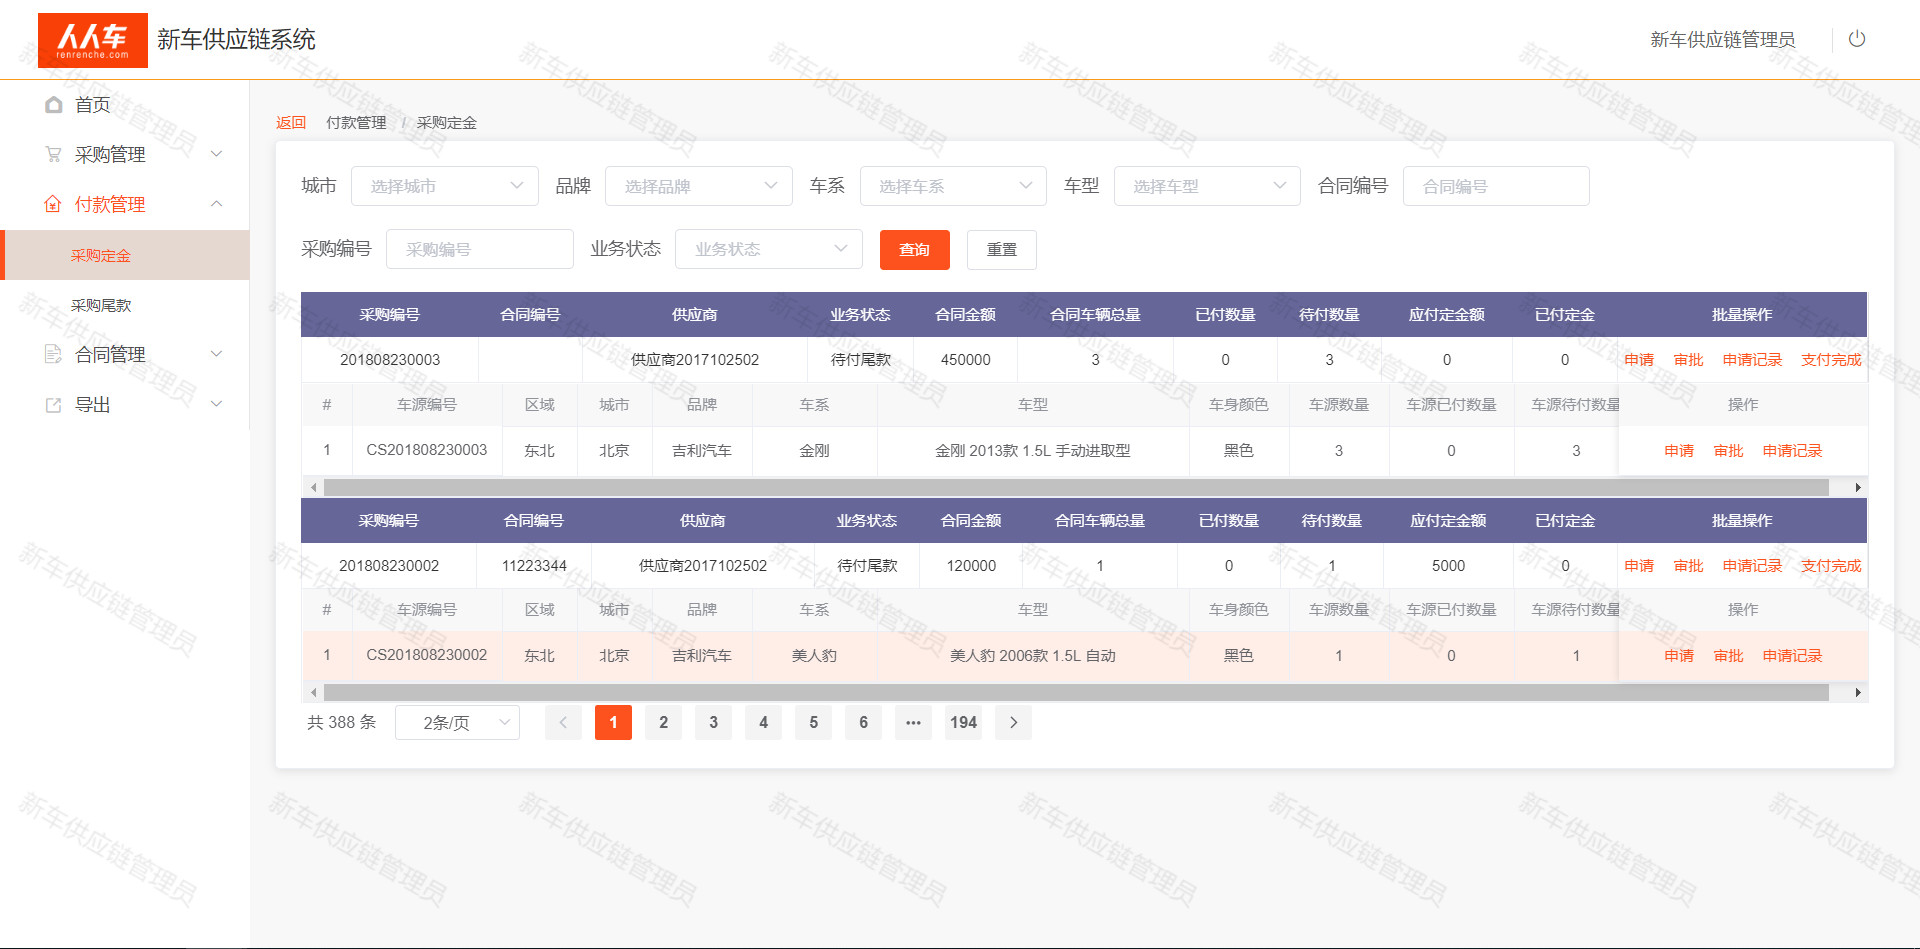 人人车
renrenche.com
新车供应链系统
新车供应链管理员
首页
采购管理
付款管理
采购定金
采购尾款
合同管理
导出
返回 付款管理 / 采购定金
城市 选择城市 品牌 选择品牌 车系 选择车系 车型 选择车型 合同编号 合同编号
采购编号 采购编号 业务状态 业务状态 查询 重置
采购编号 合同编号 供应商 业务状态 合同金额 合同车辆总量 已付数量 待付数量 应付定金额 已付定金 批量操作
201808230003 供应商2017102502 待付尾款 450000 3 0 3 0 0 申请 审批 申请记录 支付完成
# 车源编号 区域 城市 品牌 车系 车型 车身颜色 车源数量 车源已付数量 车源待付数量 操作
1 CS201808230003 东北 北京 吉利汽车 金刚 金刚 2013款 1.5L 手动进取型 黑色 3 0 3 申请 审批 申请记录
采购编号 合同编号 供应商 业务状态 合同金额 合同车辆总量 已付数量 待付数量 应付定金额 已付定金 批量操作
201808230002 11223344 供应商2017102502 待付尾款 120000 1 0 1 5000 0 申请 审批 申请记录 支付完成
# 车源编号 区域 城市 品牌 车系 车型 车身颜色 车源数量 车源已付数量 车源待付数量 操作
1 CS201808230002 东北 北京 吉利汽车 美人豹 美人豹 2006款 1.5L 自动 黑色 1 0 1 申请 审批 申请记录
共 388 条 2条/页 1 2 3 4 5 6 ••• 194
新车供应链管理员